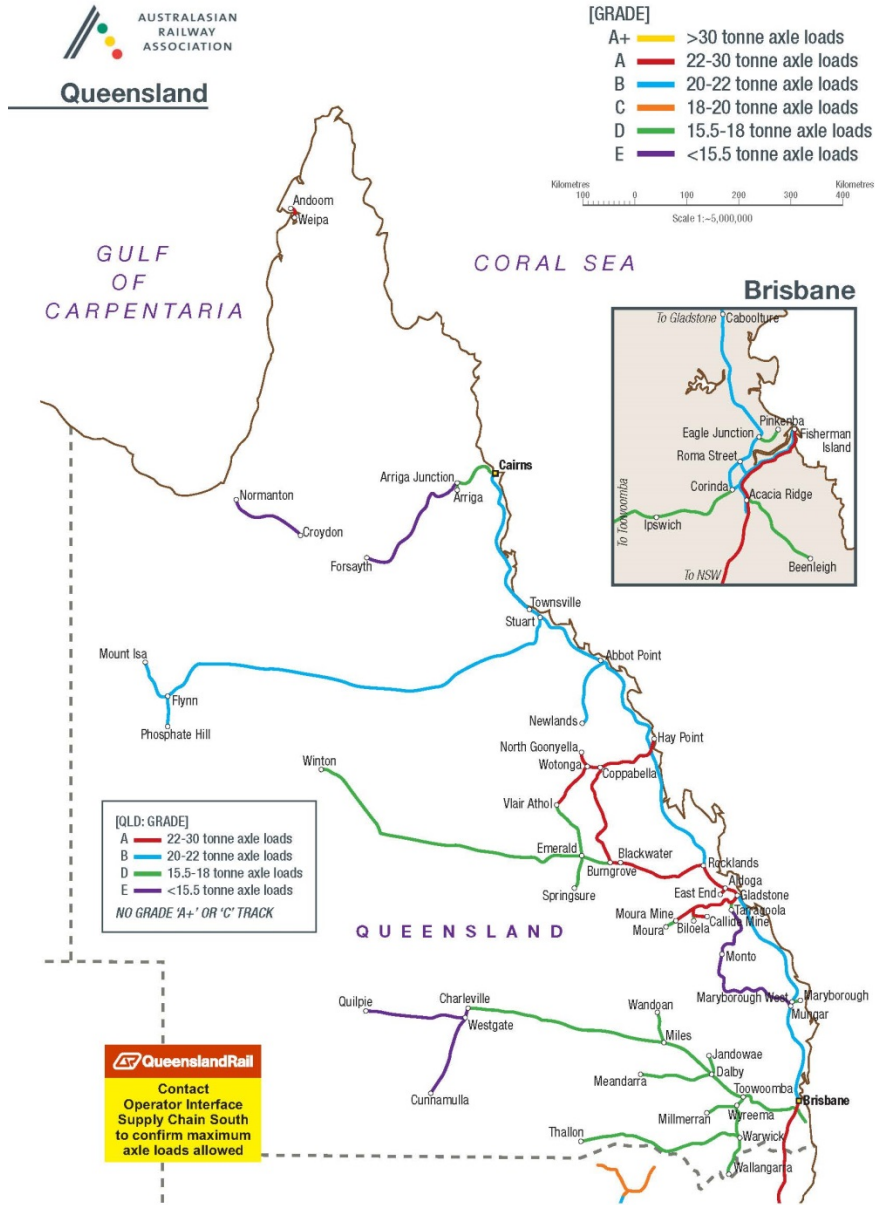 AUSTRALASIAN
RAILWAY
ASSOCIATION
Queensland
[GRADE]
A+ >30 tonne axle loads
A 22-30 tonne axle loads
B 20-22 tonne axle loads
C 18-20 tonne axle loads
D 15.5-18 tonne axle loads
E <15.5 tonne axle loads
Kilometres Kilometres
100 0 100 200 300 400
Scale 1:~5,000,000
Andoom
Weipa
GULF
OF
CARPENTARIA
CORAL SEA
Brisbane
To Gladstone
Caboolture
Pinkenba
Eagle Junction
Fisherman
Island
Roma Street
Corinda
Acacia Ridge
To Toowoomba
Ipswich
Beenleigh
To NSW
Cairns
Arriga Junction
Arriga
Normanton
Croydon
Forsayth
Townsville
Stuart
Mount Isa
Abbot Point
Flynn
Newlands
Phosphate Hill
Hay Point
North Goonyella
Winton
Wotonga
Coppabella
Vlair Athol
[QLD: GRADE]
A 22-30 tonne axle loads
B 20-22 tonne axle loads
D 15.5-18 tonne axle loads
E <15.5 tonne axle loads
NO GRADE 'A+' OR 'C' TRACK
Emerald
Blackwater
Burngrove
Rocklands
Springsure
Aldoga
East End
Gladstone
Tarragoola
Moura Mine
Callide Mine
Moura
Biloela
QUEENSLAND
Monto
Quilpie
Charleville
Wandoan
Maryborough West
Maryborough
Westgate
Mungar
Miles
Jandowae
Dalby
Meandarra
Toowoomba
Cunnamulla
Brisbane
Millmerran
Wyreema
Thallon
Warwick
Wallangarra
QueenslandRail
Contact
Operator Interface
Supply Chain South
to confirm maximum
axle loads allowed